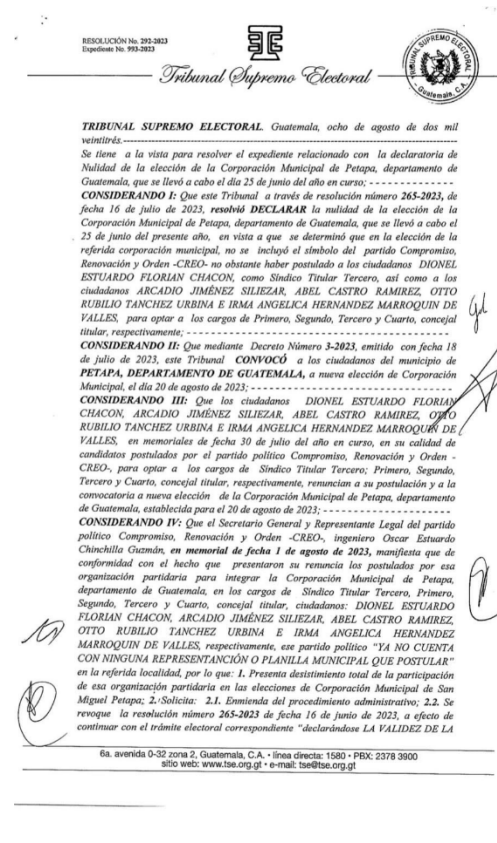 RESOLUCIÓN No. 292-2023
Expediente No. 993-2023
Tribunal Supremo Electoral
TRIBUNAL SUPREMO ELECTORAL
Guatemala, C.A.
TRIBUNAL SUPREMO ELECTORAL. Guatemala, ocho de agosto de dos mil
veintitrés.-----------------------------------------------------------------------
Se tiene a la vista para resolver el expediente relacionado con la declaratoria de
Nulidad de la elección de la Corporación Municipal de Petapa, departamento de
Guatemala, que se llevó a cabo el día 25 de junio del año en curso; - - - - - - - - - - - - -
CONSIDERANDO I: Que este Tribunal a través de resolución número 265-2023, de
fecha 16 de julio de 2023, resolvió DECLARAR la nulidad de la elección de la
Corporación Municipal de Petapa, departamento de Guatemala, que se llevó a cabo el
25 de junio del presente año, en vista a que se determinó que en la elección de la
referida corporación municipal, no se incluyó el símbolo del partido Compromiso,
Renovación y Orden -CREO- no obstante haber postulado a los ciudadanos DIONEL
ESTUARDO FLORIAN CHACON, como Síndico Titular Tercero, así como a los
ciudadanos ARCADIO JIMÉNEZ SILIEZAR, ABEL CASTRO RAMIREZ, OTTO
RUBILIO TANCHEZ URBINA E IRMA ANGELICA HERNANDEZ MARROQUIN DE
VALLES, para optar a los cargos de Primero, Segundo, Tercero y Cuarto, concejal
titular, respectivamente; - - - - - - - - - - - - - - - - - - - - - - - - - - - - - - - - - - - -
CONSIDERANDO II: Que mediante Decreto Número 3-2023, emitido con fecha 18
de julio de 2023, este Tribunal CONVOCÓ a los ciudadanos del municipio de
PETAPA, DEPARTAMENTO DE GUATEMALA, a nueva elección de Corporación
Municipal, el día 20 de agosto de 2023; - - - - - - - - - - - - - - - - - - - - - - - - - - -
CONSIDERANDO III: Que los ciudadanos DIONEL ESTUARDO FLORIAN
CHACON, ARCADIO JIMÉNEZ SILIEZAR, ABEL CASTRO RAMIREZ, OTTO
RUBILIO TANCHEZ URBINA E IRMA ANGELICA HERNANDEZ MARROQUIN DE
VALLES, en memoriales de fecha 30 de julio del año en curso, en su calidad de
candidatos postulados por el partido político Compromiso, Renovación y Orden -
CREO-, para optar a los cargos de Síndico Titular Tercero; Primero, Segundo,
Tercero y Cuarto, concejal titular, respectivamente, renuncian a su postulación y a la
convocatoria a nueva elección de la Corporación Municipal de Petapa, departamento
de Guatemala, establecida para el 20 de agosto de 2023; - - - - - - - - - - - - - - - - -
CONSIDERANDO IV: Que el Secretario General y Representante Legal del partido
político Compromiso, Renovación y Orden -CREO-, ingeniero Oscar Estuardo
Chinchilla Guzmán, en memorial de fecha 1 de agosto de 2023, manifiesta que de
conformidad con el hecho que presentaron su renuncia los postulados por esa
organización partidaria para integrar la Corporación Municipal de Petapa,
departamento de Guatemala, en los cargos de Síndico Titular Tercero, Primero,
Segundo, Tercero y Cuarto, concejal titular, ciudadanos: DIONEL ESTUARDO
FLORIAN CHACON, ARCADIO JIMÉNEZ SILIEZAR, ABEL CASTRO RAMIREZ,
OTTO RUBILIO TANCHEZ URBINA E IRMA ANGELICA HERNANDEZ
MARROQUIN DE VALLES, respectivamente, ese partido político "YA NO CUENTA
CON NINGUNA REPRESENTANCIÓN O PLANILLA MUNICIPAL QUE POSTULAR"
en la referida localidad, por lo que: 1. Presenta desistimiento total de la participación
de esa organización partidaria en las elecciones de Corporación Municipal de San
Miguel Petapa; 2. Solicita: 2.1. Enmienda del procedimiento administrativo; 2.2. Se
revoque la resolución número 265-2023 de fecha 16 de junio de 2023, a efecto de
continuar con el trámite electoral correspondiente "declarándose LA VALIDEZ DE LA
6a. avenida 0-32 zona 2, Guatemala, C.A. • línea directa: 1580 • PBX: 2378 3900
sitio web: www.tse.org.gt • e-mail: tse@tse.org.gt